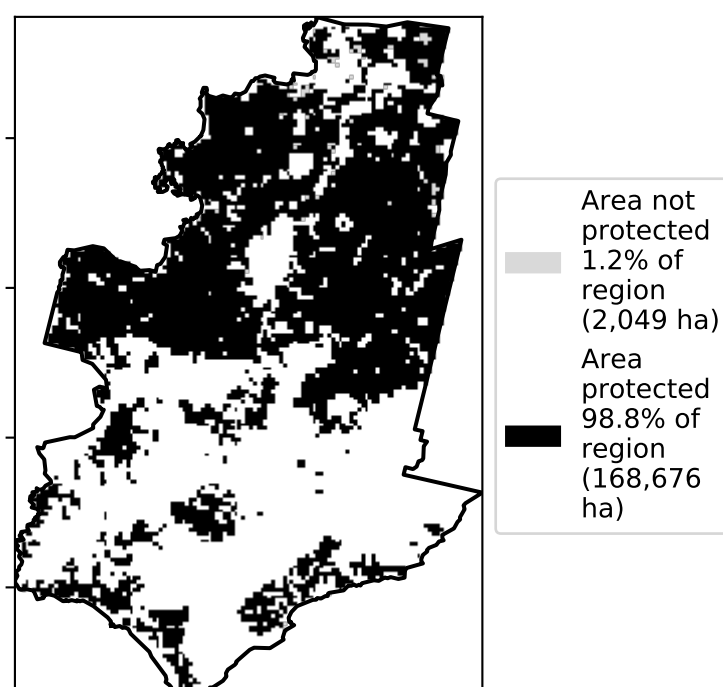 Area not
protected
1.2% of
region
(2,049 ha)
Area
protected
98.8% of
region
(168,676
ha)